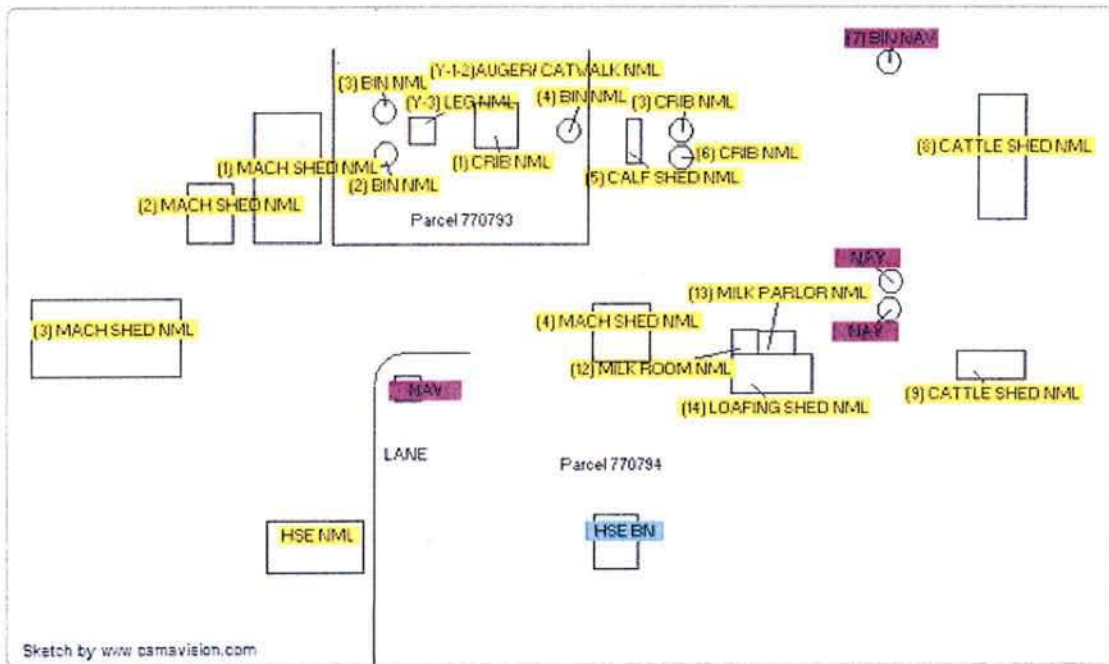 (7) BIN NAV
(Y-1-2) AUGER/ CATWALK NML
(3) BIN NML
(Y-3) LEG NML
(4) BIN NML
(3) CRIB NML
(8) CATTLE SHED NML
(1) MACH SHED NML
(1) CRIB NML
(6) CRIB NML
(2) BIN NML
(5) CALF SHED NML
(2) MACH SHED NML
Parcel 770793
NAV
(13) MILK PARLOR NML
(3) MACH SHED NML
(4) MACH SHED NML
NAV
(12) MILK ROOM NML
NAV
(9) CATTLE SHED NML
(14) LOAFING SHED NML
LANE
Parcel 770794
HSE NML
HSE BN
Sketch by www.camavision.com